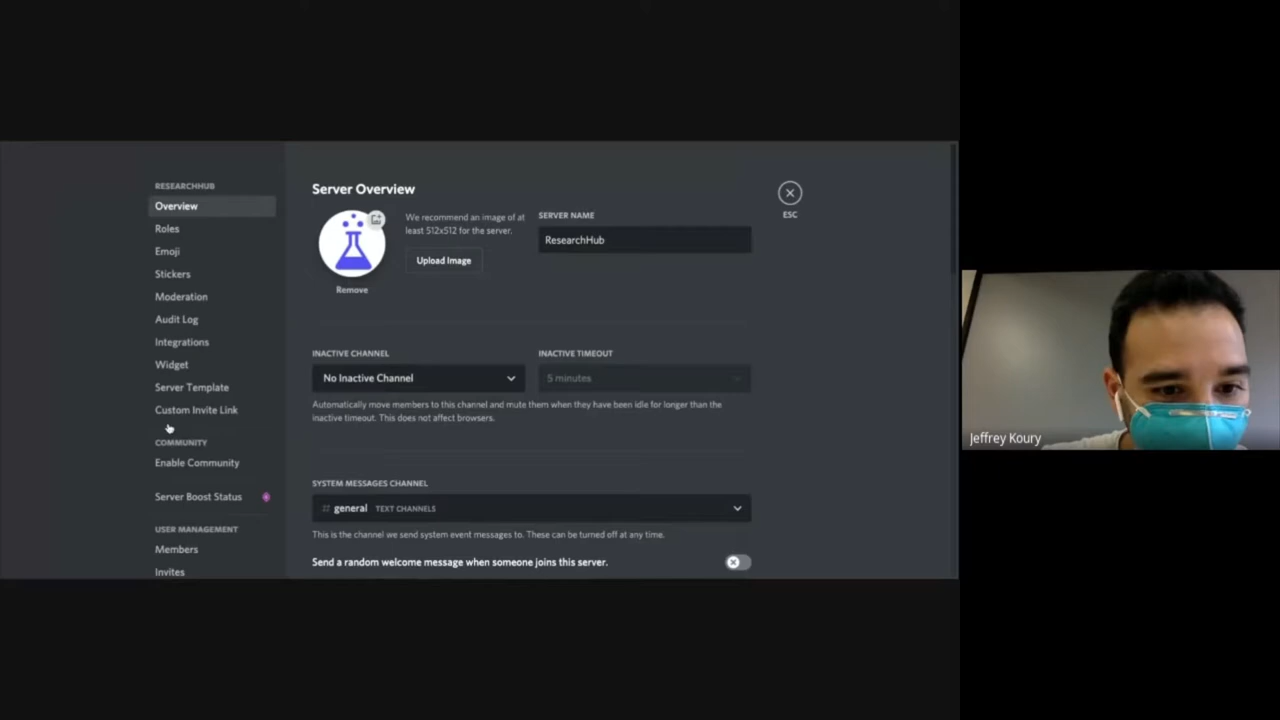 RESEARCHHUB
Overview
Roles
Emoji
Stickers
Moderation
Audit Log
Integrations
Widget
Server Template
Custom Invite Link
COMMUNITY
Enable Community
Server Boost Status
USER MANAGEMENT
Members
Invites
Server Overview
We recommend an image of at
least 512x512 for the server.
Upload Image
Remove
SERVER NAME
ResearchHub
ESC
INACTIVE CHANNEL
No Inactive Channel
INACTIVE TIMEOUT
5 minutes
Automatically move members to this channel and mute them when they have been idle for longer than the
inactive timeout. This does not affect browsers.
SYSTEM MESSAGES CHANNEL
# general TEXT CHANNELS
This is the channel we send system event messages to. These can be turned off at any time.
Send a random welcome message when someone joins this server.
Jeffrey Koury